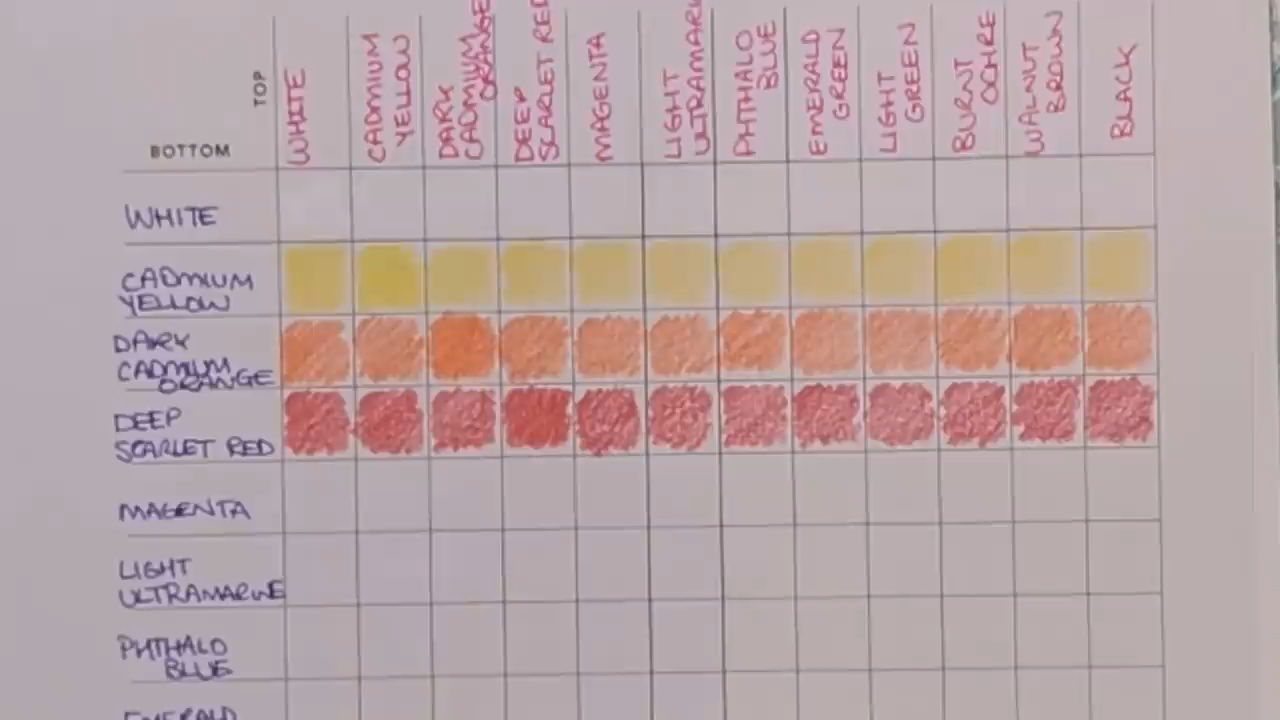 TOP
WHITE
CADMIUM
YELLOW
DARK
CADMIUM
ORANGE
DEEP
SCARLET RED
MAGENTA
LIGHT
ULTRAMARI
PHTHALO
BLUE
EMERALD
GREEN
LIGHT
GREEN
BURNT
OCHRE
WALNUT
BROWN
BLACK
BOTTOM
WHITE
CADMIUM
YELLOW
DARK
CADMIUM
ORANGE
DEEP
SCARLET RED
MAGENTA
LIGHT
ULTRAMARINE
PHTHALO
BLUE
EMERALD